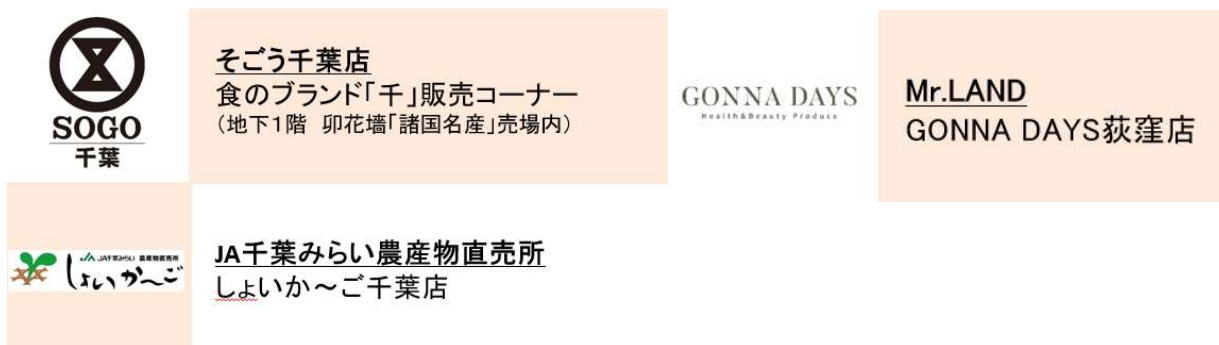 SOGO
千葉
そごう千葉店
食のブランド「千」販売コーナー
(地下1階 卯花墻「諸国名産」売場内)
GONNA DAYS
Health&Beauty Produce
Mr.LAND
GONNA DAYS荻窪店
JA JA千葉みらい 農産物直売所
しょいか〜ご
JA千葉みらい農産物直売所
しょいか～ご千葉店